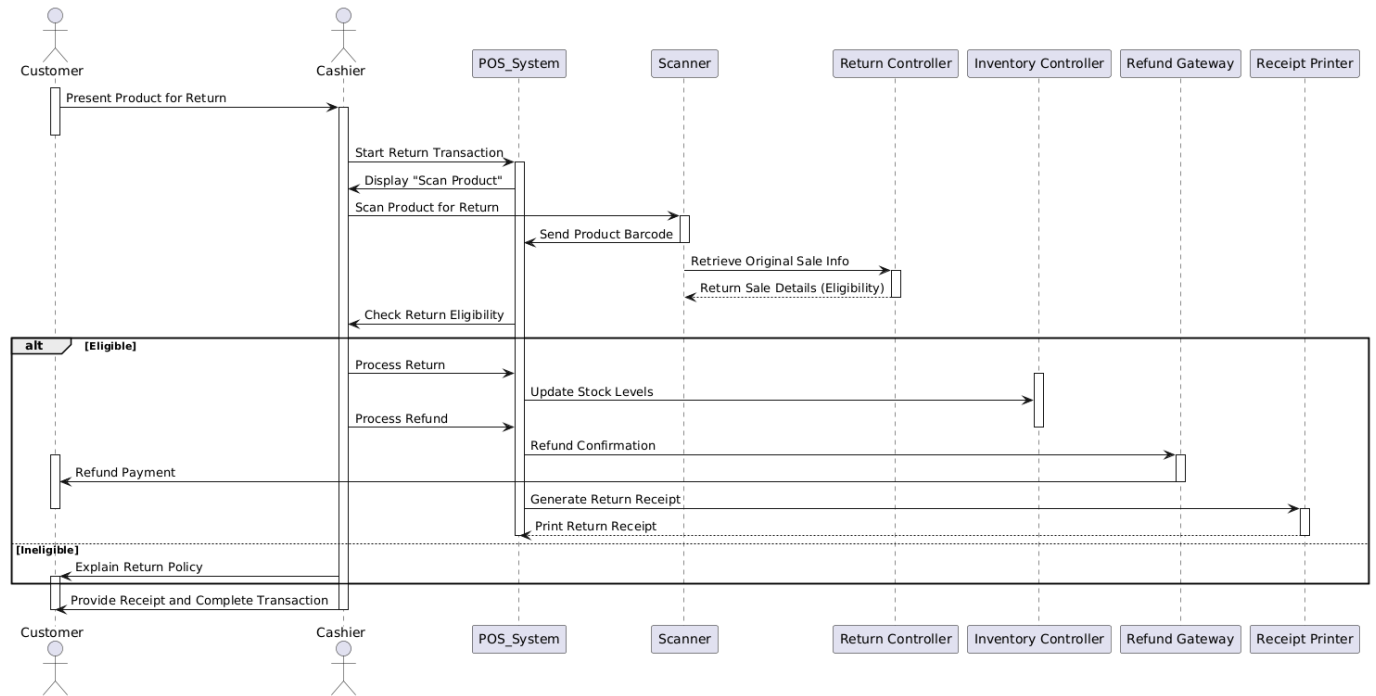 Customer
Cashier
POS_System
Scanner
Return Controller
Inventory Controller
Refund Gateway
Receipt Printer
Present Product for Return
Start Return Transaction
Display "Scan Product"
Scan Product for Return
Send Product Barcode
Retrieve Original Sale Info
Return Sale Details (Eligibility)
Check Return Eligibility
alt [Eligible]
Process Return
Update Stock Levels
Process Refund
Refund Confirmation
Refund Payment
Generate Return Receipt
Print Return Receipt
[Ineligible]
Explain Return Policy
Provide Receipt and Complete Transaction
Customer
Cashier
POS_System
Scanner
Return Controller
Inventory Controller
Refund Gateway
Receipt Printer